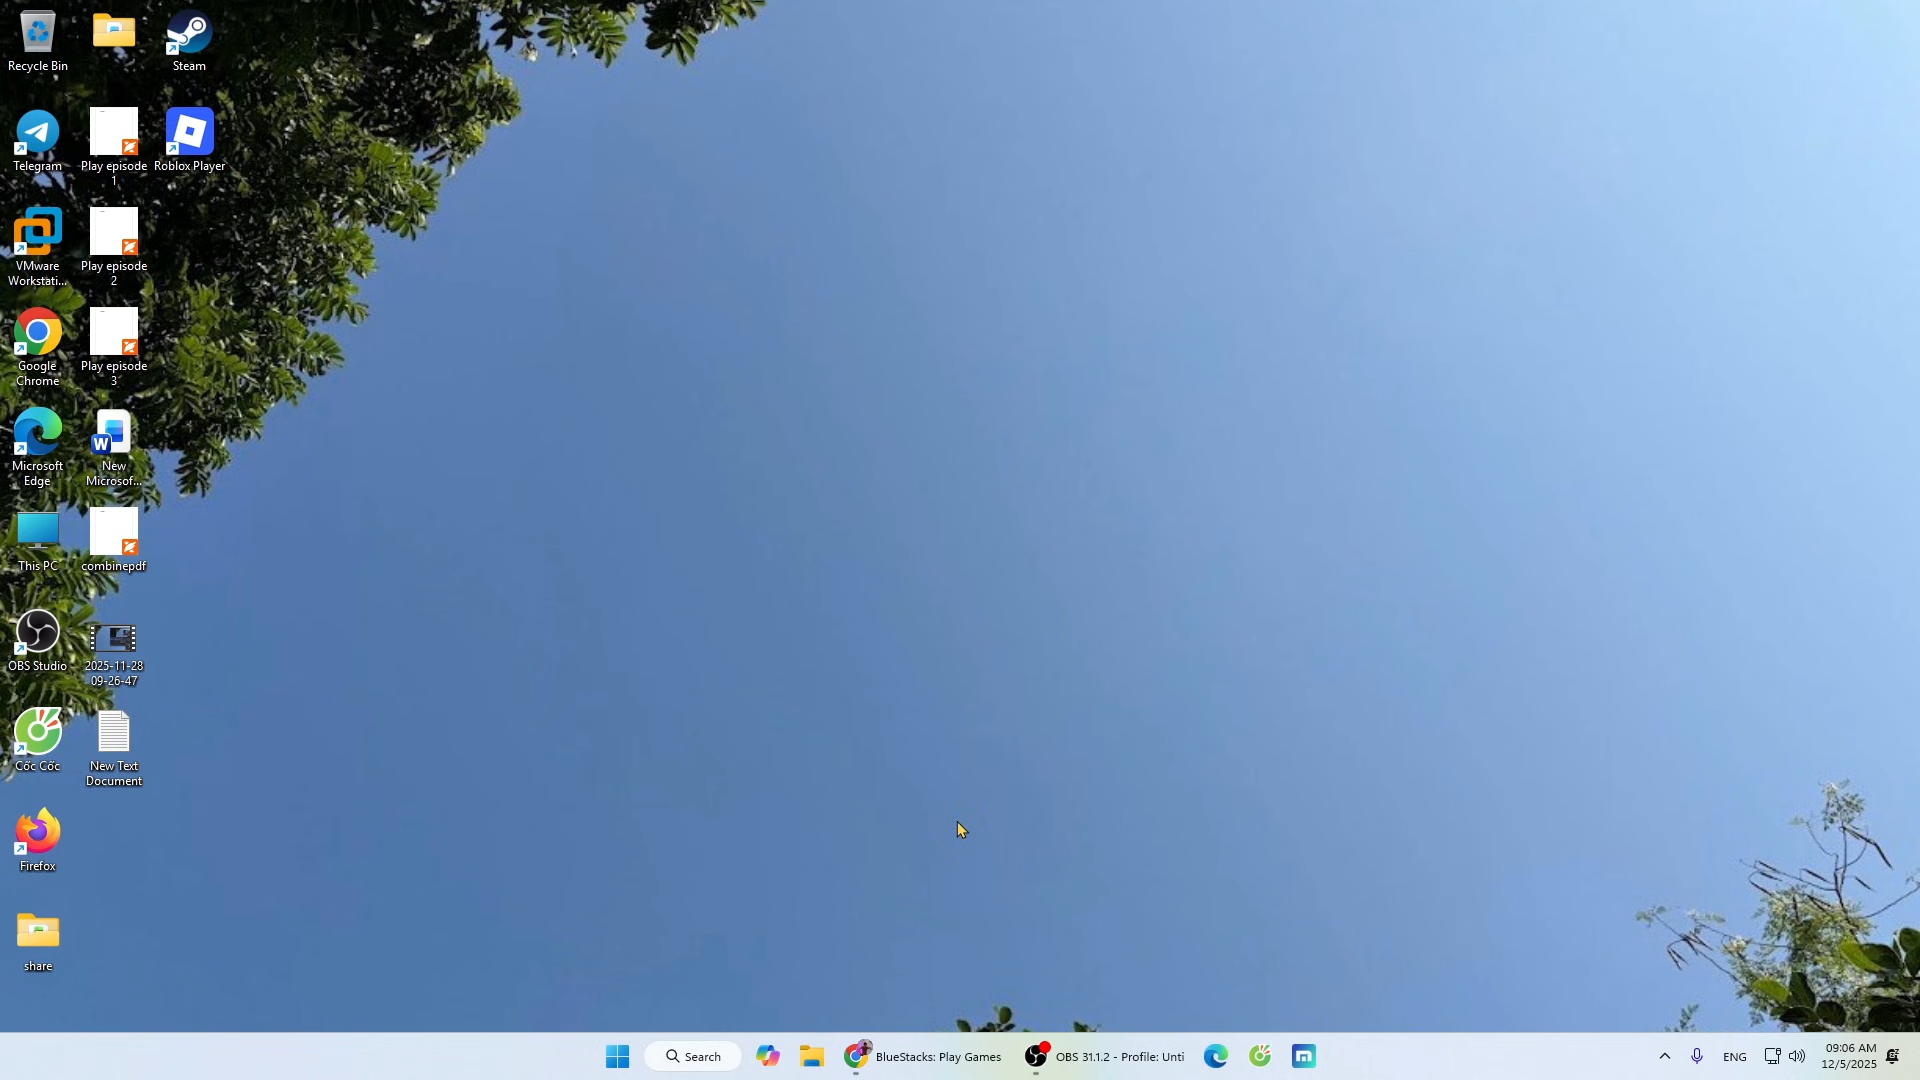 Recycle Bin
Steam
Telegram
Play episode
1
Roblox Player
VMware
Workstati...
Play episode
2
Google
Chrome
Play episode
3
Microsoft
Edge
New
Microsof...
This PC
combinepdf
OBS Studio
2025-11-28
09-26-47
Cốc Cốc
New Text
Document
Firefox
share
Search
BlueStacks: Play Games
OBS 31.1.2 - Profile: Unti
ENG
09:06 AM
12/5/2025